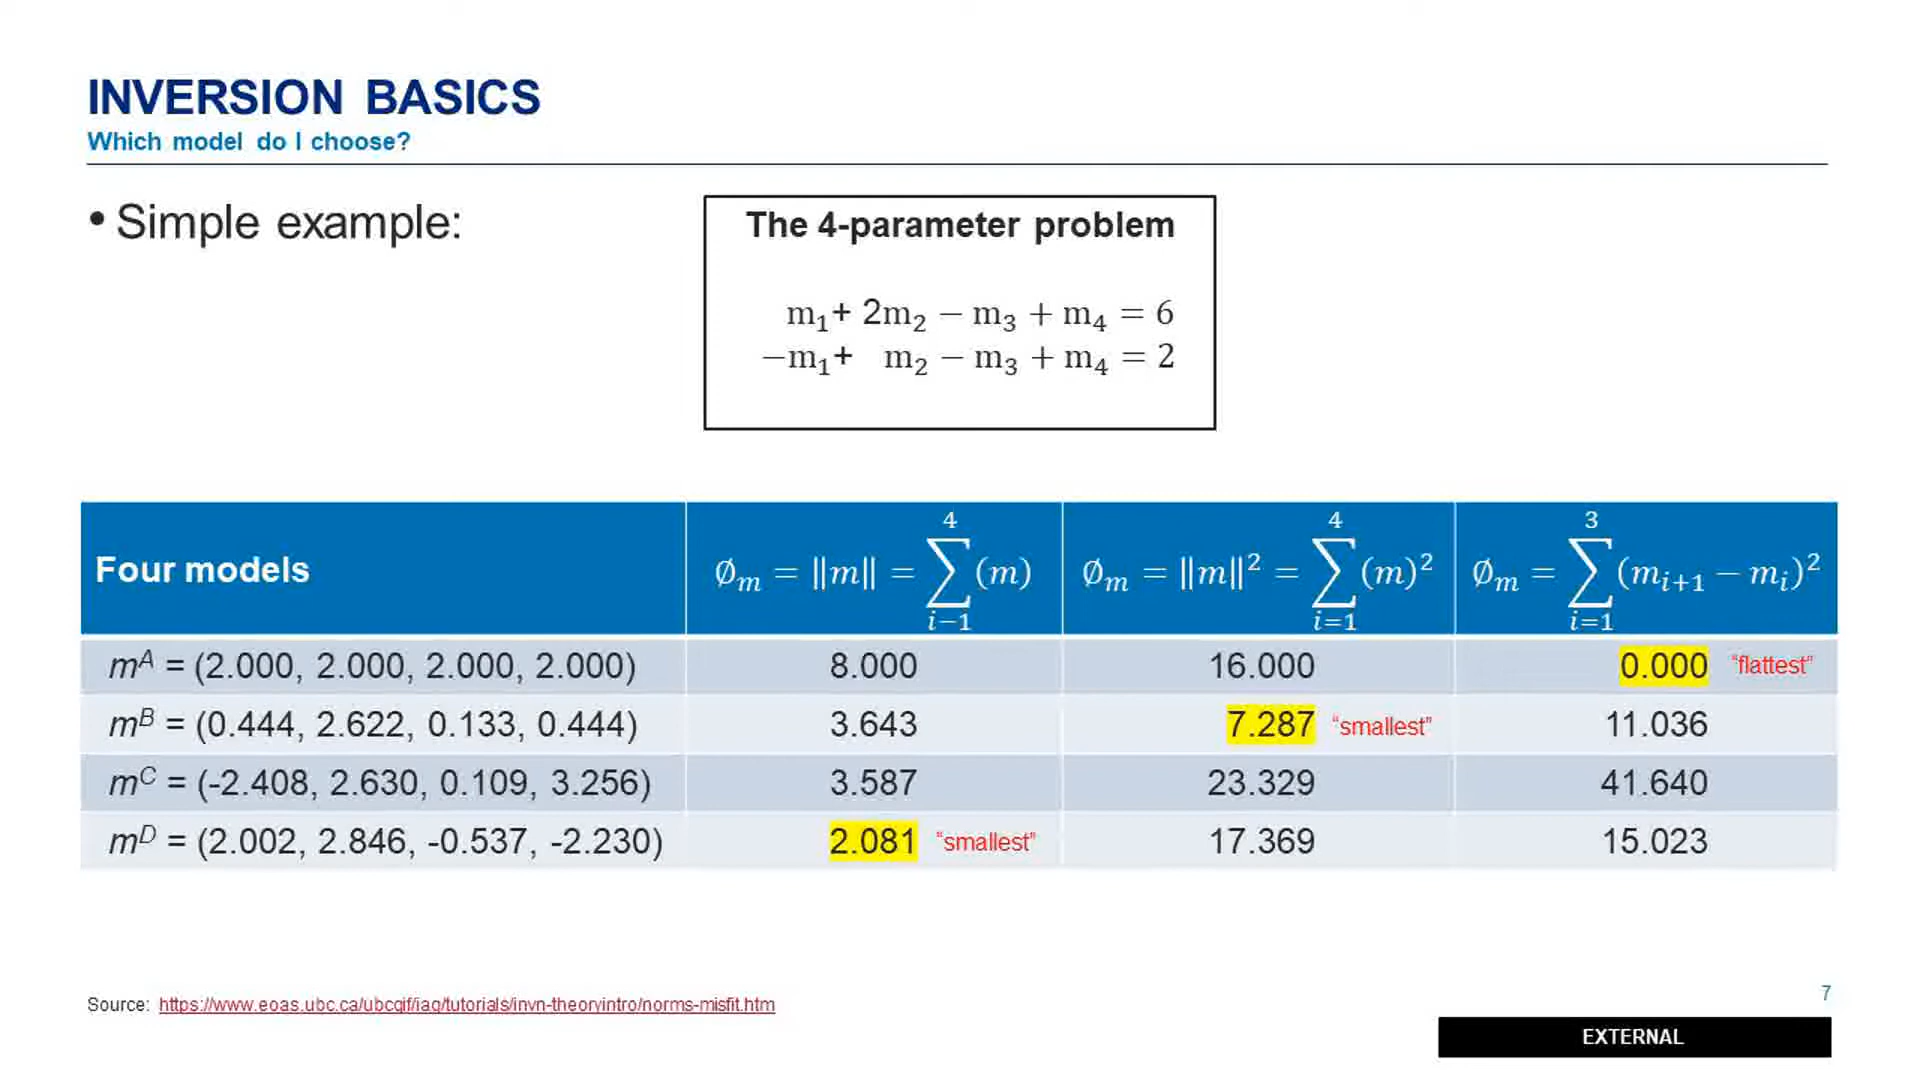 INVERSION BASICS
Which model do I choose?
• Simple example:
The 4-parameter problem
m₁+ 2m₂ − m₃ + m₄ = 6
−m₁+ m₂ − m₃ + m₄ = 2
Four models ∅ₘ = ‖m‖ = ∑_{i−1}^{4} (m) ∅ₘ = ‖m‖² = ∑_{i=1}^{4} (m)² ∅ₘ = ∑_{i=1}^{3} (mᵢ₊₁ − mᵢ)²
mᴬ = (2.000, 2.000, 2.000, 2.000) 8.000 16.000 0.000 “flattest”
mᴮ = (0.444, 2.622, 0.133, 0.444) 3.643 7.287 “smallest” 11.036
m^C = (-2.408, 2.630, 0.109, 3.256) 3.587 23.329 41.640
mᴰ = (2.002, 2.846, -0.537, -2.230) 2.081 “smallest” 17.369 15.023
Source: https://www.eoas.ubc.ca/ubcgif/iag/tutorials/invn-theoryintro/norms-misfit.htm
7
EXTERNAL